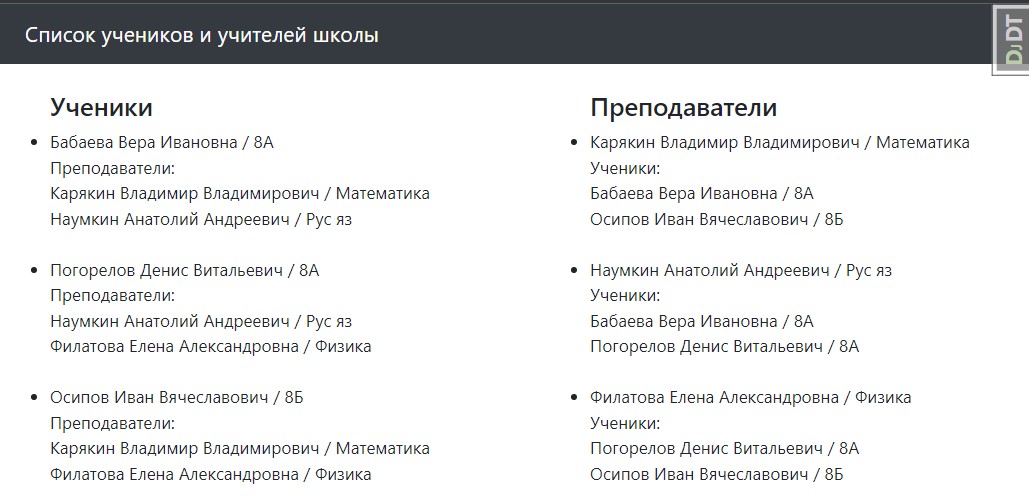 Список учеников и учителей школы
DjDT
Ученики
Бабаева Вера Ивановна / 8А
Преподаватели:
Карякин Владимир Владимирович / Математика
Наумкин Анатолий Андреевич / Рус яз
Погорелов Денис Витальевич / 8А
Преподаватели:
Наумкин Анатолий Андреевич / Рус яз
Филатова Елена Александровна / Физика
Осипов Иван Вячеславович / 8Б
Преподаватели:
Карякин Владимир Владимирович / Математика
Филатова Елена Александровна / Физика
Преподаватели
Карякин Владимир Владимирович / Математика
Ученики:
Бабаева Вера Ивановна / 8А
Осипов Иван Вячеславович / 8Б
Наумкин Анатолий Андреевич / Рус яз
Ученики:
Бабаева Вера Ивановна / 8А
Погорелов Денис Витальевич / 8А
Филатова Елена Александровна / Физика
Ученики:
Погорелов Денис Витальевич / 8А
Осипов Иван Вячеславович / 8Б